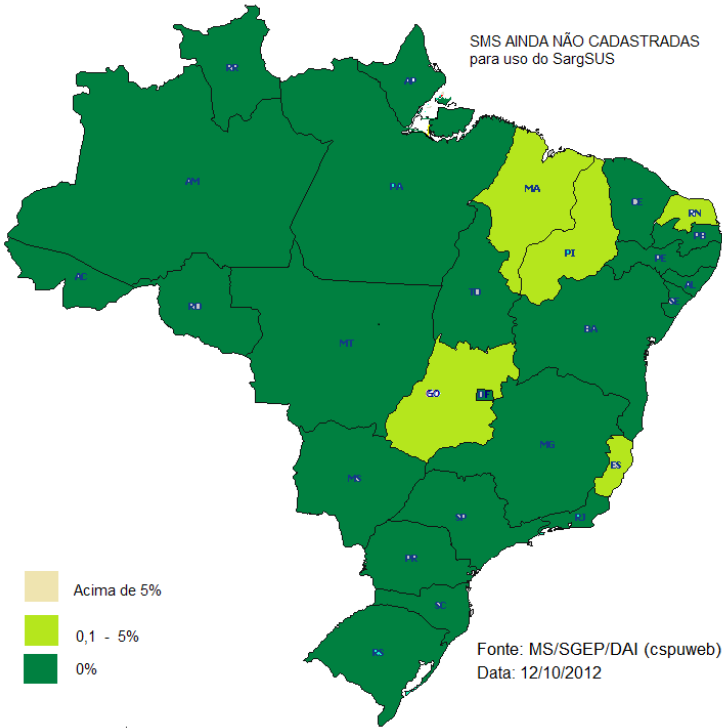 SMS AINDA NÃO CADASTRADAS
para uso do SargSUS
RR
AP
AM
PA
MA
CE
RN
PB
PI
PE
AC
TO
AL
SE
RO
BA
MT
GO
DF
MG
ES
MS
SP
RJ
PR
SC
RS
Acima de 5%
0,1 - 5%
0%
Fonte: MS/SGEP/DAI (cspuweb)
Data: 12/10/2012